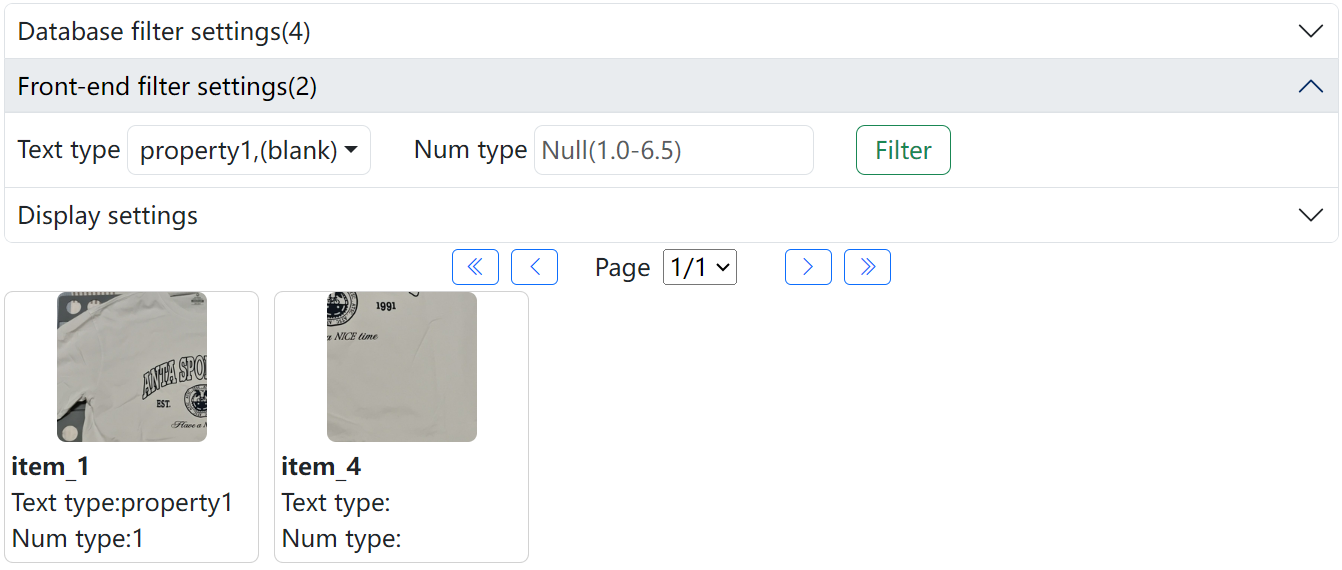 Database filter settings(4)
Front-end filter settings(2)
Text type property1,(blank) Num type Null(1.0-6.5) Filter
Display settings
Page 1/1
1991
a NICE time
ANTA SPO
EST.
Have a N
item_1
Text type:property1
Num type:1
item_4
Text type:
Num type: